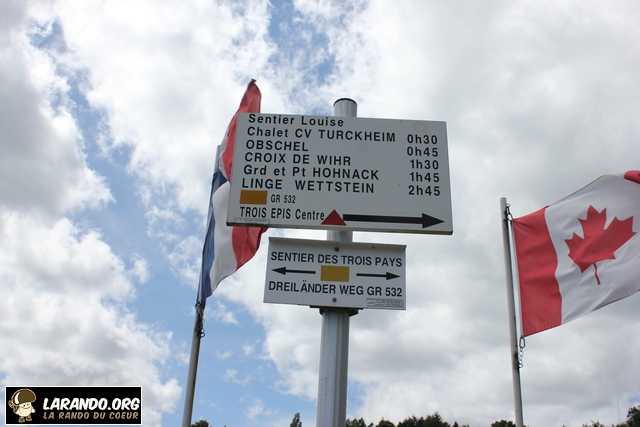 Sentier Louise
Chalet CV TURCKHEIM 0h30
OBSCHEL 0h45
CROIX DE WIHR 1h30
Grd et Pt HOHNACK 1h45
LINGE WETTSTEIN 2h45
GR 532
TROIS EPIS Centre
SENTIER DES TROIS PAYS
DREILÄNDER WEG GR 532
LARANDO.ORG
LA RANDO DU COEUR